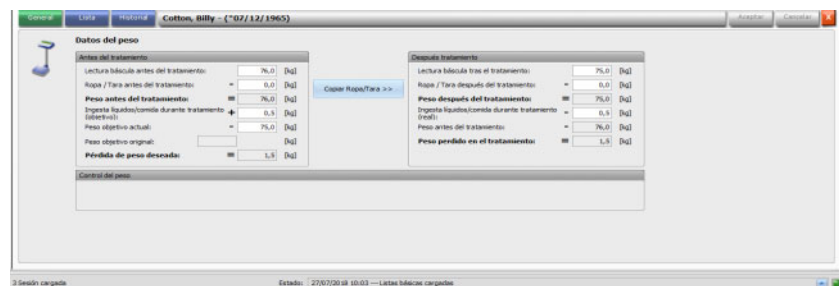 General Lista Historial Cotton, Billy - (*07/12/1965) Aceptar Cancelar X
Datos del peso
Antes del tratamiento
Lectura báscula antes del tratamiento: 76,0 [kg]
Ropa / Tara antes del tratamiento: - 0,0 [kg]
Peso antes del tratamiento: = 76,0 [kg]
Ingesta líquidos/comida durante tratamiento
(objetivo): + 0,5 [kg]
Peso objetivo actual: - 75,0 [kg]
Peso objetivo original: [kg]
Pérdida de peso deseada: = 1,5 [kg]
Copiar Ropa/Tara >>
Después tratamiento
Lectura báscula tras el tratamiento: 75,0 [kg]
Ropa / Tara después del tratamiento: - 0,0 [kg]
Peso después del tratamiento: = 75,0 [kg]
Ingesta líquidos/comida durante tratamiento
(real): - 0,5 [kg]
Peso antes del tratamiento: - 76,0 [kg]
Peso perdido en el tratamiento: = 1,5 [kg]
Control del peso
3 Sesión cargada Estado: 27/07/2018 10:03 --- Listas básicas cargadas